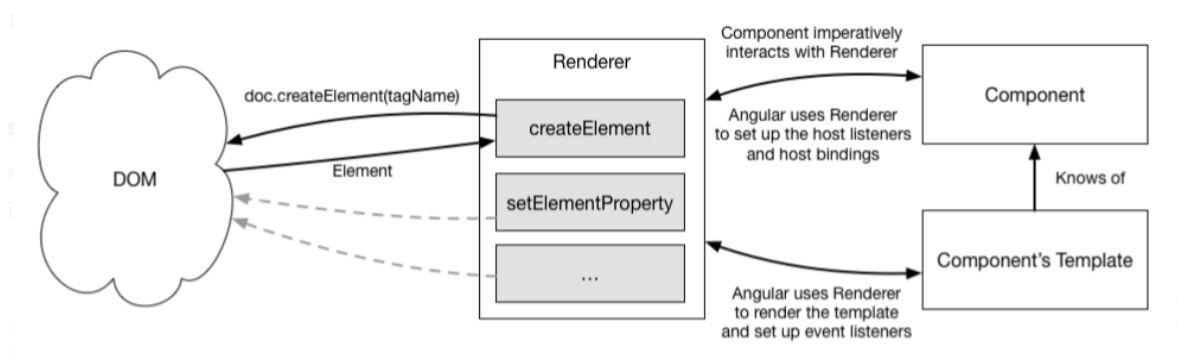 Component imperatively
interacts with Renderer
Renderer
doc.createElement(tagName)
Component
createElement
Angular uses Renderer
to set up the host listeners
and host bindings
DOM
Element
Knows of
setElementProperty
Component's Template
...
Angular uses Renderer
to render the template
and set up event listeners